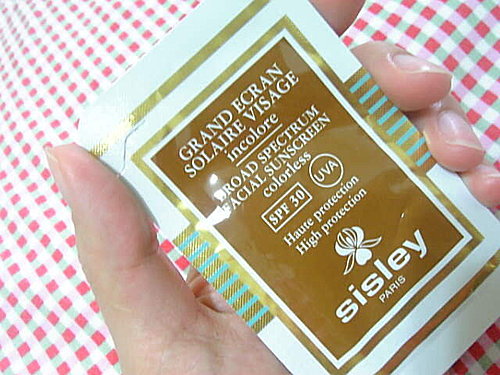 GRAND ECRAN
SOLAIRE VISAGE
incolore
BROAD SPECTRUM
FACIAL SUNSCREEN
colorless
SPF 30 UVA
Haute protection
High protection
sisley
PARIS